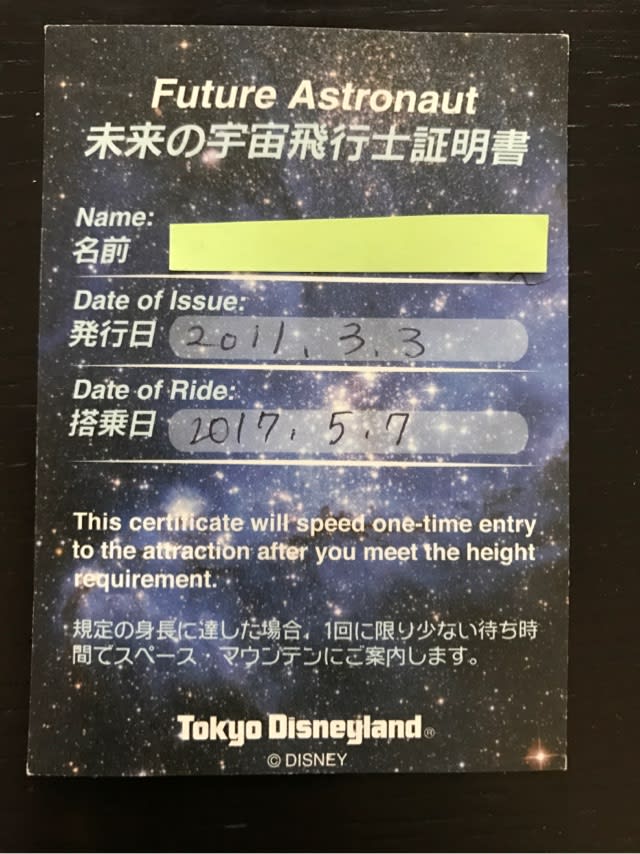 Future Astronaut
未来の宇宙飛行士証明書
Name:
名前
Date of Issue:
発行日 2011. 3. 3
Date of Ride:
搭乗日 2017. 5. 7
This certificate will speed one-time entry
to the attraction after you meet the height
requirement.
規定の身長に達した場合、1回に限り少ない待ち時
間でスペース・マウンテンにご案内します。
Tokyo Disneyland®
© DISNEY